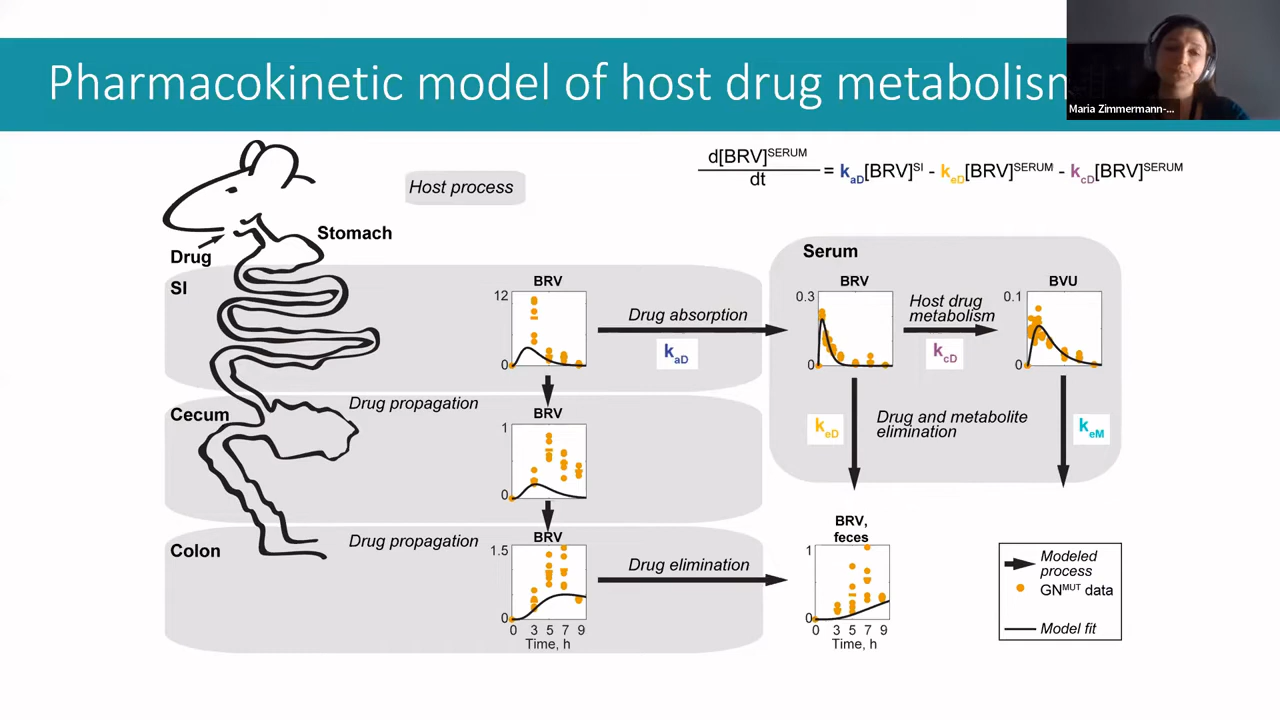 Pharmacokinetic model of host drug metabolism
Maria Zimmermann-...
d[BRV]SERUM
dt
= kaD[BRV]SI - keD[BRV]SERUM - kcD[BRV]SERUM
Host process
Stomach
Drug
SI
Cecum
Colon
BRV
12
0
Drug absorption
kaD
Drug propagation
BRV
1
0
Drug propagation
BRV
1.5
0
0 3 5 7 9
Time, h
Drug elimination
Serum
BRV
0.3
0
Host drug
metabolism
kcD
BVU
0.1
0
keD
Drug and metabolite
elimination
keM
BRV,
feces
1
0
0 3 5 7 9
Time, h
Modeled
process
GNMUT data
Model fit